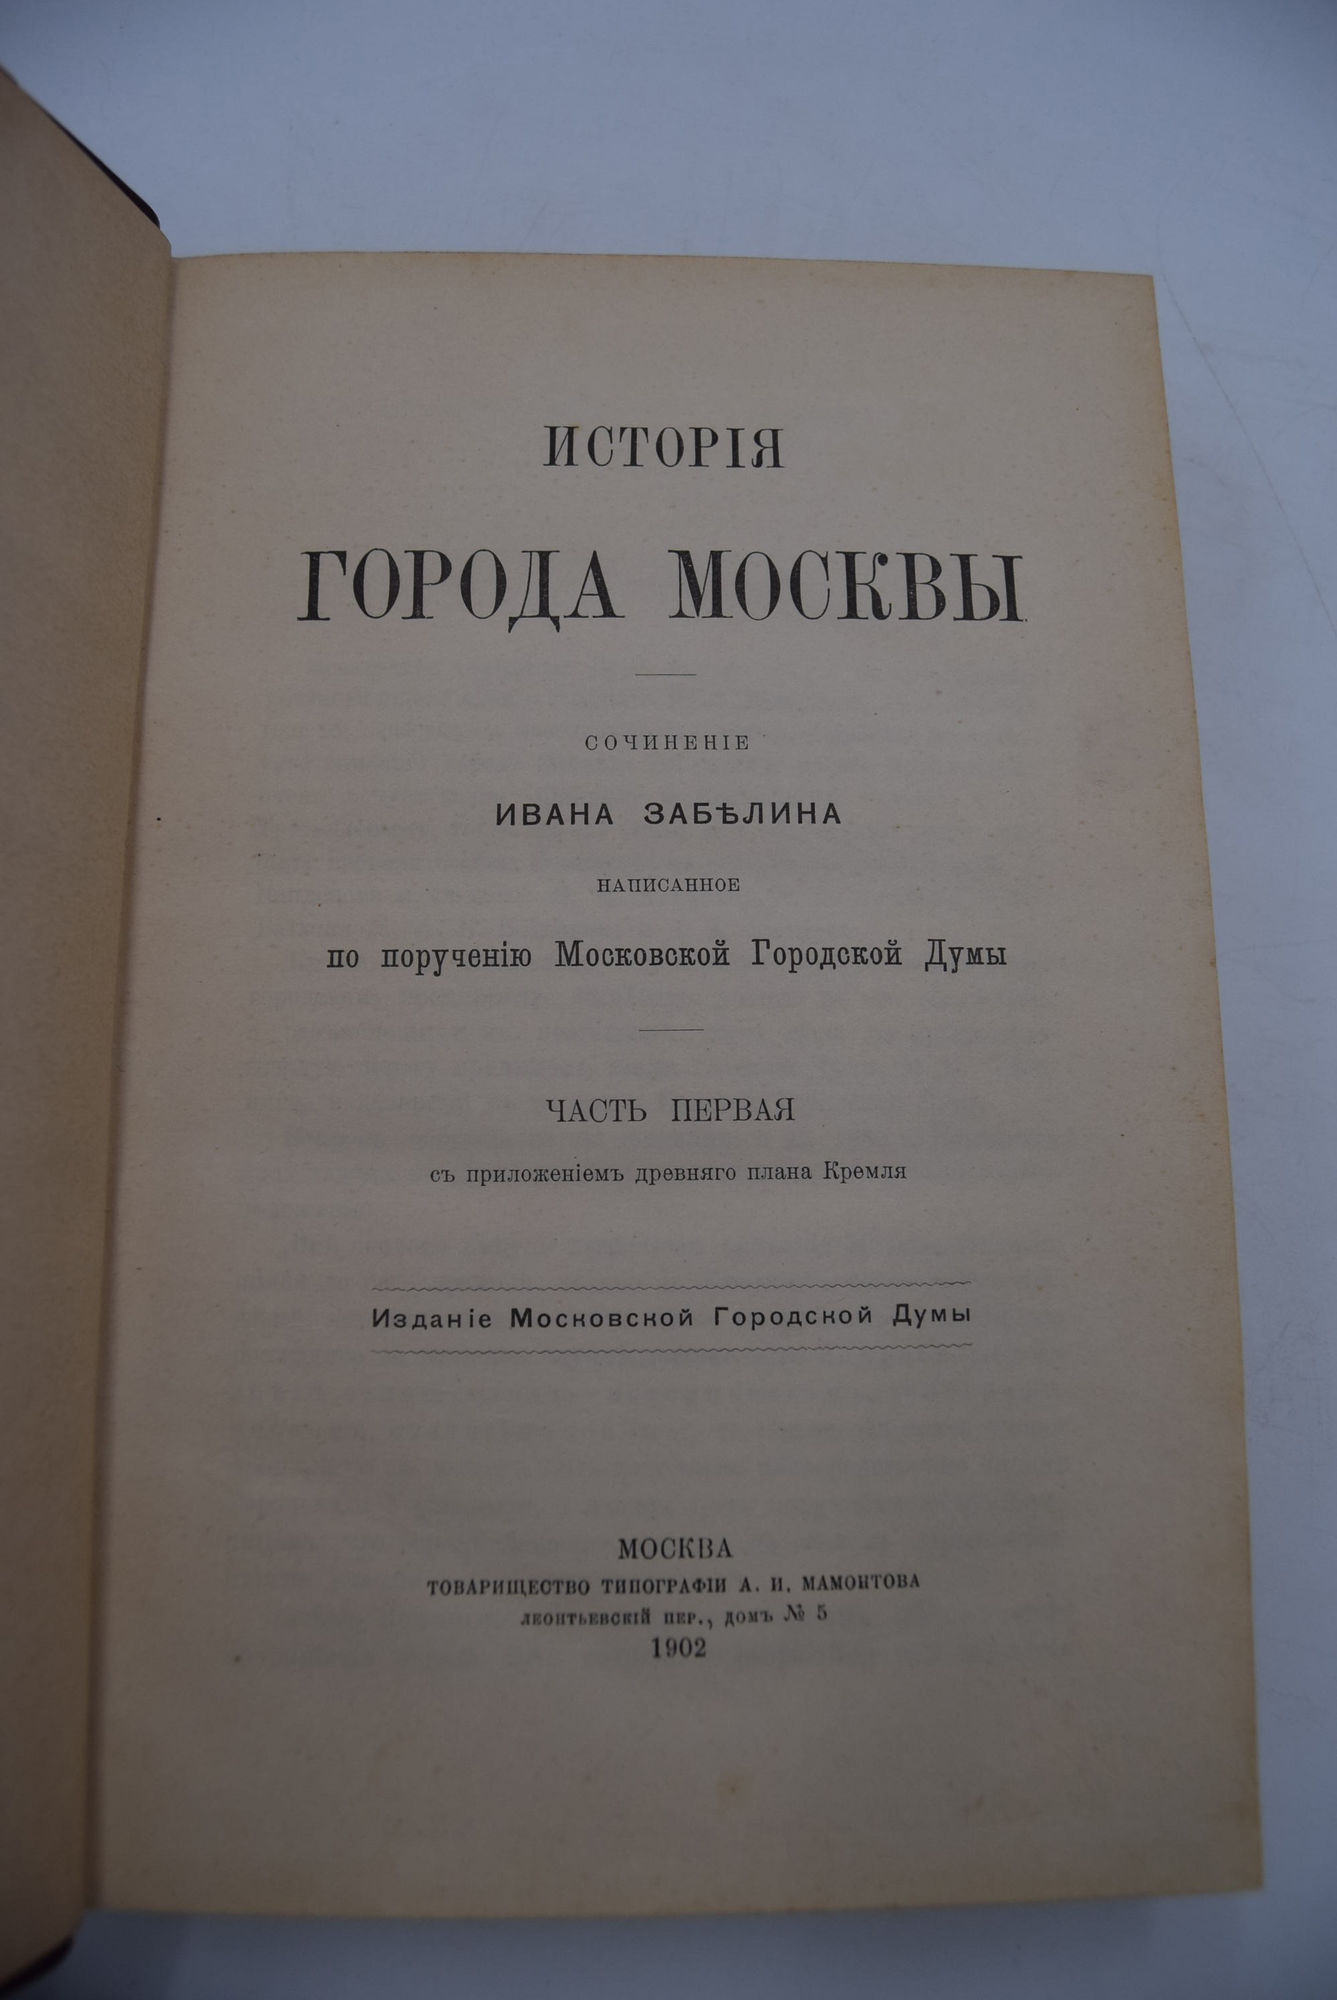 ИСТОРІЯ
ГОРОДА МОСКВЫ.
СОЧИНЕНІЕ
ИВАНА ЗАБѢЛИНА
НАПИСАННОЕ
по порученію Московской Городской Думы
ЧАСТЬ ПЕРВАЯ
съ приложеніемъ древняго плана Кремля
Изданіе Московской Городской Думы
МОСКВА
ТОВАРИЩЕСТВО ТИПОГРАФІИ А. И. МАМОНТОВА
ЛЕОНТЬЕВСКІЙ ПЕР., ДОМЪ № 5
1902